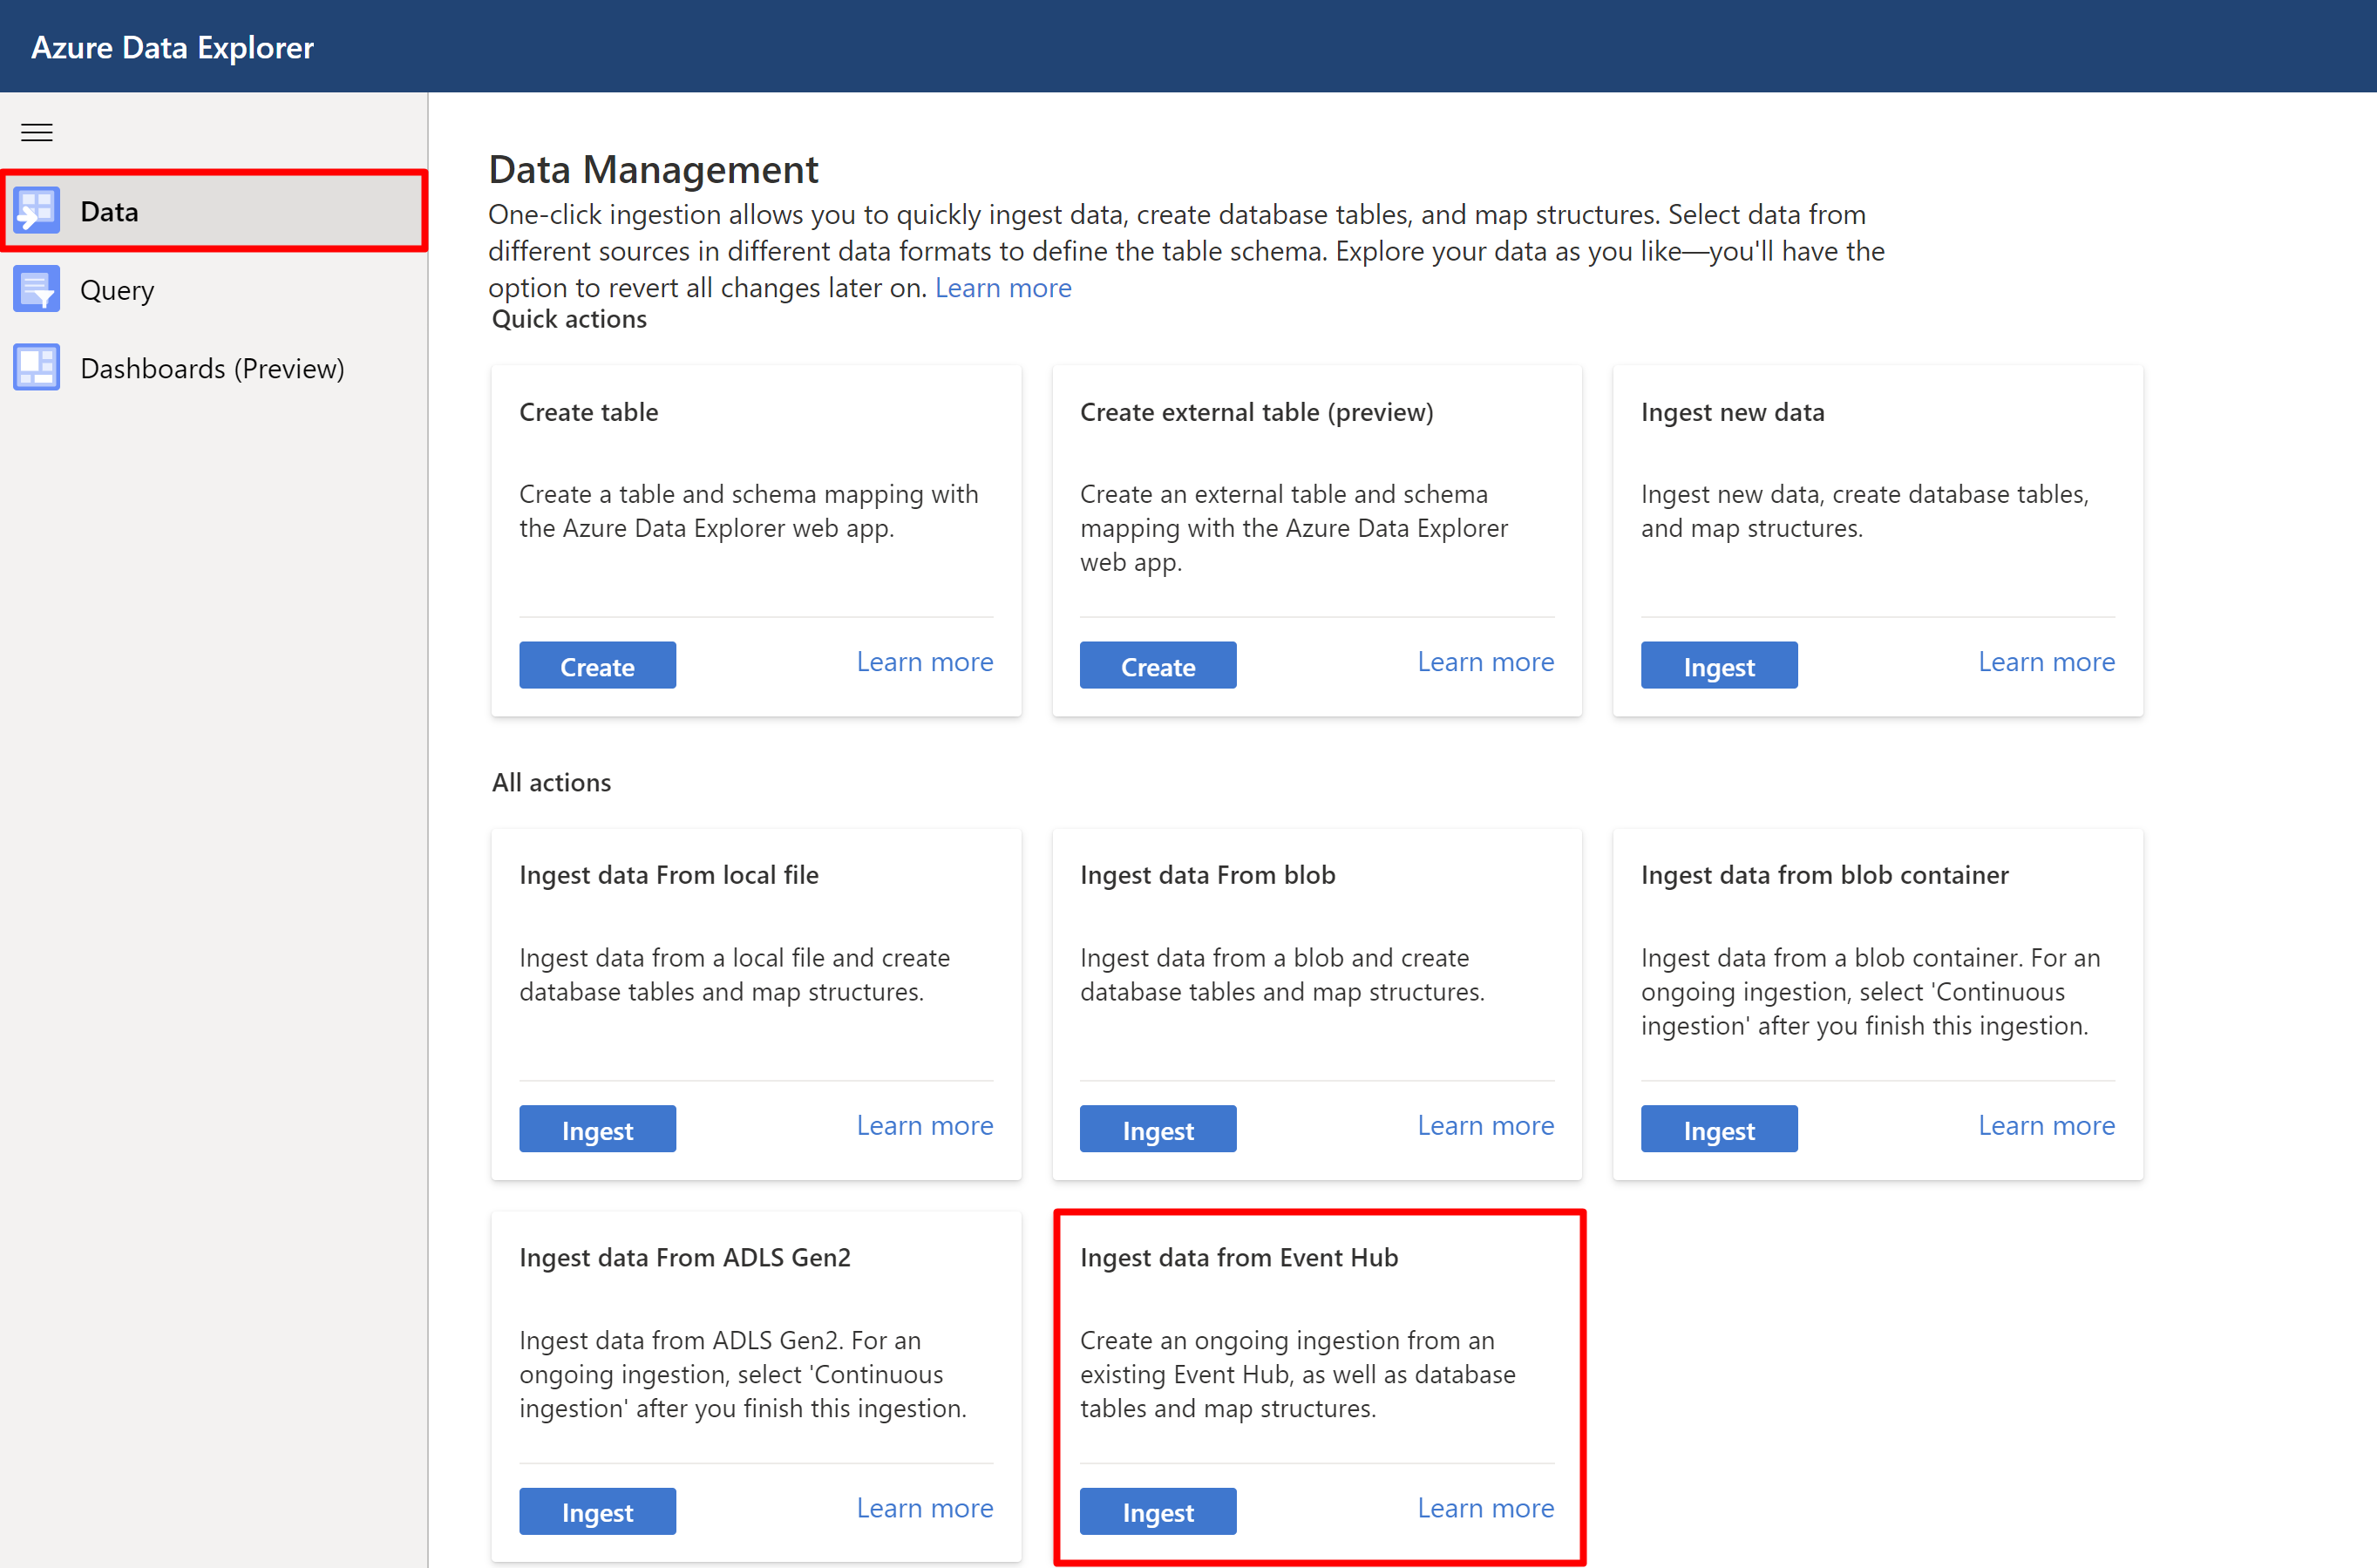 Azure Data Explorer
Data
Query
Dashboards (Preview)
Data Management
One-click ingestion allows you to quickly ingest data, create database tables, and map structures. Select data from
different sources in different data formats to define the table schema. Explore your data as you like—you'll have the
option to revert all changes later on. Learn more
Quick actions
Create table
Create a table and schema mapping with
the Azure Data Explorer web app.
Create Learn more
Create external table (preview)
Create an external table and schema
mapping with the Azure Data Explorer
web app.
Create Learn more
Ingest new data
Ingest new data, create database tables,
and map structures.
Ingest Learn more
All actions
Ingest data From local file
Ingest data from a local file and create
database tables and map structures.
Ingest Learn more
Ingest data From blob
Ingest data from a blob and create
database tables and map structures.
Ingest Learn more
Ingest data from blob container
Ingest data from a blob container. For an
ongoing ingestion, select 'Continuous
ingestion' after you finish this ingestion.
Ingest Learn more
Ingest data From ADLS Gen2
Ingest data from ADLS Gen2. For an
ongoing ingestion, select 'Continuous
ingestion' after you finish this ingestion.
Ingest Learn more
Ingest data from Event Hub
Create an ongoing ingestion from an
existing Event Hub, as well as database
tables and map structures.
Ingest Learn more